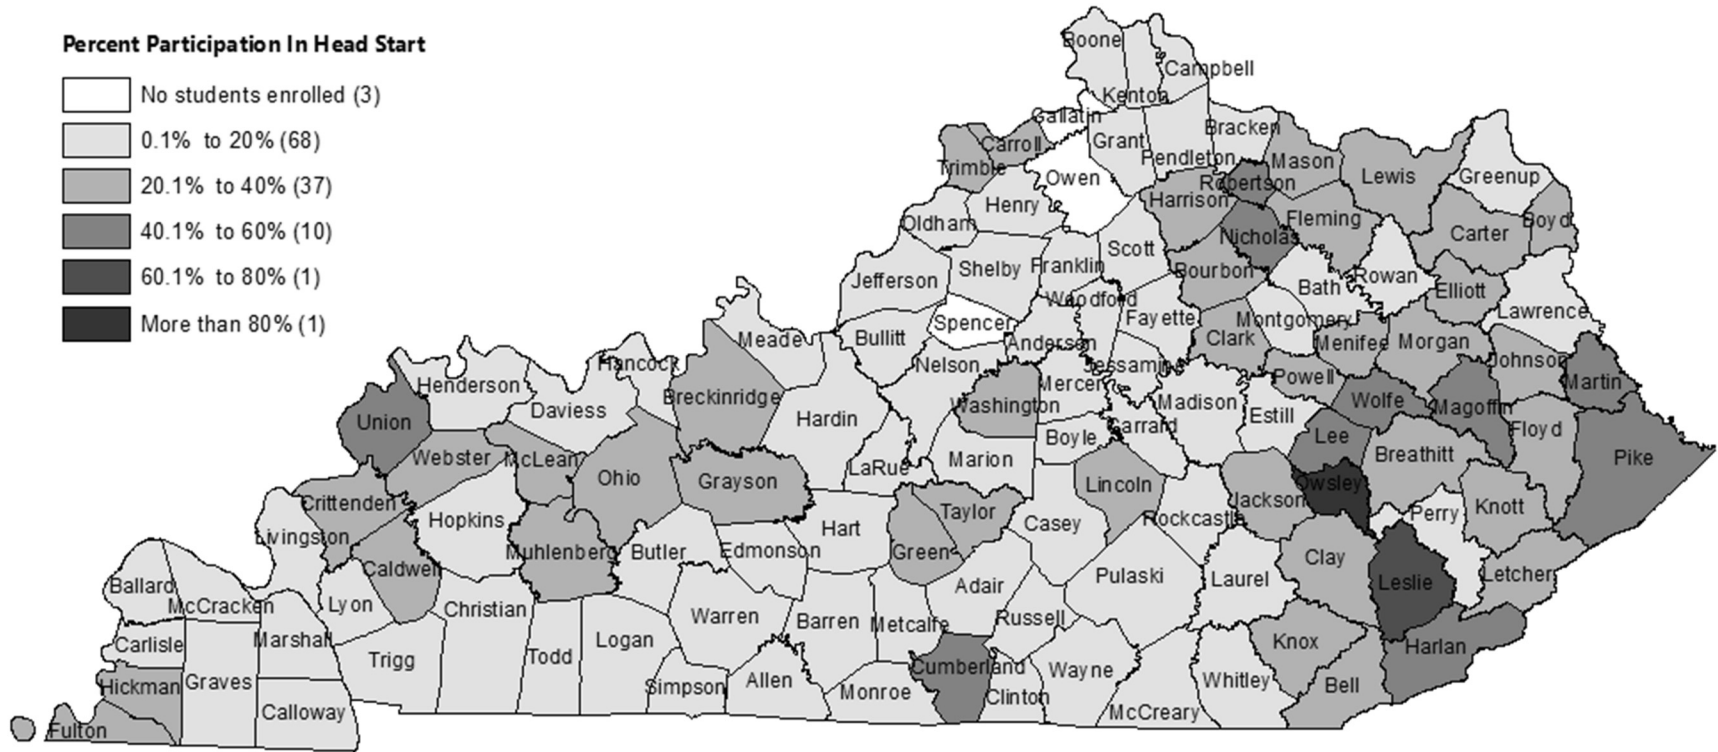 Percent Participation In Head Start
No students enrolled (3)
0.1% to 20% (68)
20.1% to 40% (37)
40.1% to 60% (10)
60.1% to 80% (1)
More than 80% (1)
Boone
Campbell
Kenton
Gallatin
Grant
Bracken
Pendleton
Carroll
Trimble
Owen
Mason
Robertson
Lewis
Greenup
Henry
Harrison
Oldham
Fleming
Boyd
Nicholas
Carter
Scott
Shelby
Franklin
Jefferson
Bourbon
Bath
Rowan
Elliott
Woodford
Lawrence
Spencer
Fayette
Montgomery
Bullitt
Anderson
Clark
Menifee
Morgan
Meade
Nelson
Jessamine
Johnson
Hancock
Henderson
Mercer
Powell
Martin
Breckinridge
Daviess
Washington
Madison
Estill
Wolfe
Magoffin
Union
Hardin
Garrard
Floyd
Boyle
Lee
Webster
McLean
LaRue
Marion
Breathitt
Pike
Ohio
Grayson
Lincoln
Owsley
Crittenden
Jackson
Knott
Hopkins
Taylor
Casey
Rockcastle
Perry
Livingston
Hart
Muhlenberg
Butler
Edmonson
Green
Clay
Caldwell
Ballard
Adair
Pulaski
Laurel
Leslie
Letcher
McCracken
Lyon
Christian
Warren
Barren
Metcalfe
Russell
Carlisle
Marshall
Logan
Knox
Harlan
Trigg
Todd
Cumberland
Wayne
Hickman
Graves
Simpson
Allen
Monroe
Clinton
Whitley
Bell
Calloway
McCreary
Fulton